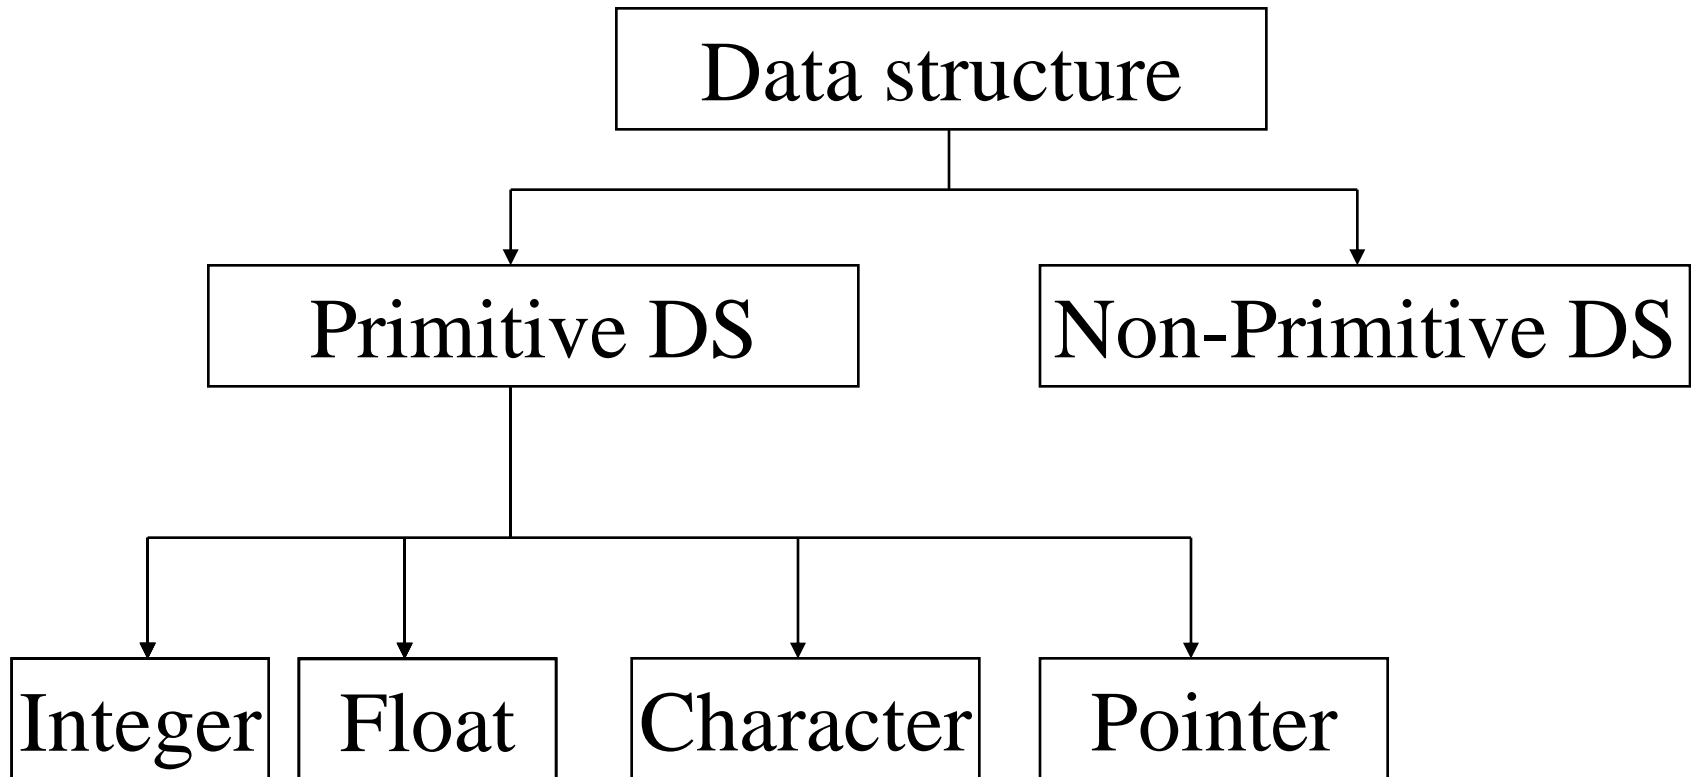 Data structure
Primitive DS
Non-Primitive DS
Integer
Float
Character
Pointer